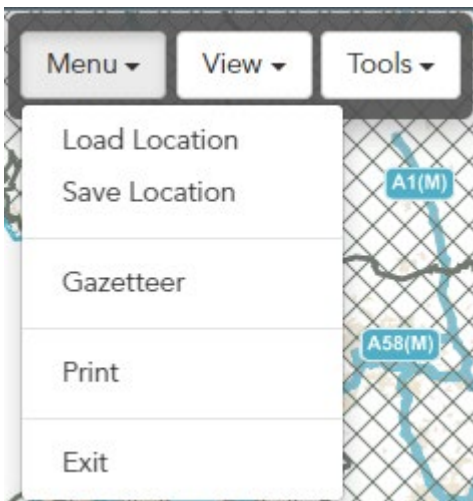 Menu View Tools
Load Location
Save Location
A1(M)
Gazetteer
A58(M)
Print
Exit